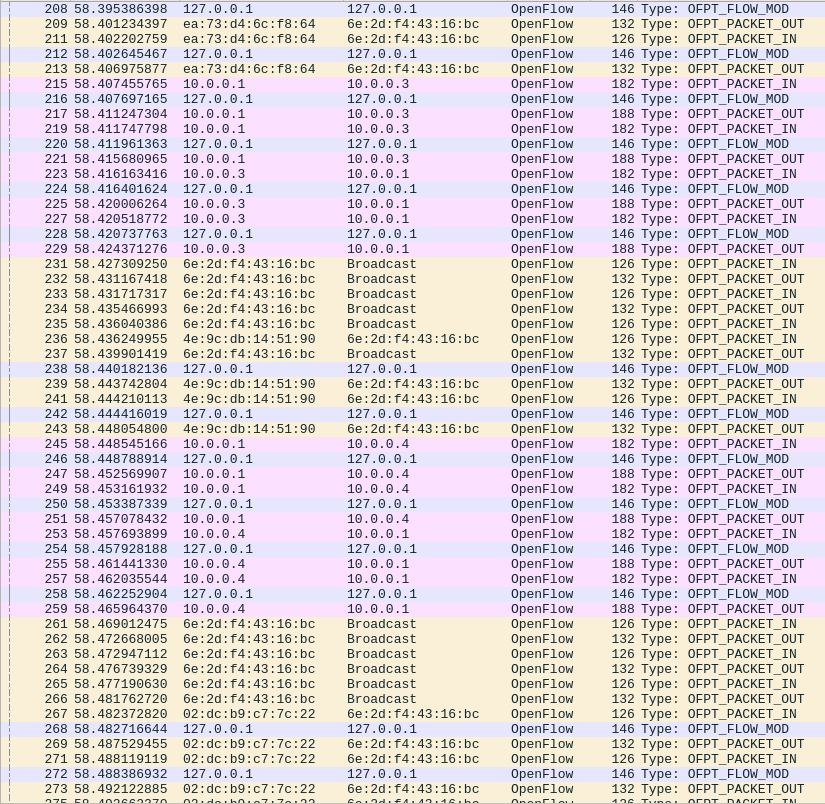 208 58.395386398 127.0.0.1 127.0.0.1 OpenFlow 146 Type: OFPT_FLOW_MOD
209 58.401234397 ea:73:d4:6c:f8:64 6e:2d:f4:43:16:bc OpenFlow 132 Type: OFPT_PACKET_OUT
211 58.402202759 ea:73:d4:6c:f8:64 6e:2d:f4:43:16:bc OpenFlow 126 Type: OFPT_PACKET_IN
212 58.402645467 127.0.0.1 127.0.0.1 OpenFlow 146 Type: OFPT_FLOW_MOD
213 58.406975877 ea:73:d4:6c:f8:64 6e:2d:f4:43:16:bc OpenFlow 132 Type: OFPT_PACKET_OUT
215 58.407455765 10.0.0.1 10.0.0.3 OpenFlow 182 Type: OFPT_PACKET_IN
216 58.407697165 127.0.0.1 127.0.0.1 OpenFlow 146 Type: OFPT_FLOW_MOD
217 58.411247304 10.0.0.1 10.0.0.3 OpenFlow 188 Type: OFPT_PACKET_OUT
219 58.411747798 10.0.0.1 10.0.0.3 OpenFlow 182 Type: OFPT_PACKET_IN
220 58.411961363 127.0.0.1 127.0.0.1 OpenFlow 146 Type: OFPT_FLOW_MOD
221 58.415680965 10.0.0.1 10.0.0.3 OpenFlow 188 Type: OFPT_PACKET_OUT
223 58.416163416 10.0.0.3 10.0.0.1 OpenFlow 182 Type: OFPT_PACKET_IN
224 58.416401624 127.0.0.1 127.0.0.1 OpenFlow 146 Type: OFPT_FLOW_MOD
225 58.420006264 10.0.0.3 10.0.0.1 OpenFlow 188 Type: OFPT_PACKET_OUT
227 58.420518772 10.0.0.3 10.0.0.1 OpenFlow 182 Type: OFPT_PACKET_IN
228 58.420737763 127.0.0.1 127.0.0.1 OpenFlow 146 Type: OFPT_FLOW_MOD
229 58.424371276 10.0.0.3 10.0.0.1 OpenFlow 188 Type: OFPT_PACKET_OUT
231 58.427309250 6e:2d:f4:43:16:bc Broadcast OpenFlow 126 Type: OFPT_PACKET_IN
232 58.431167418 6e:2d:f4:43:16:bc Broadcast OpenFlow 132 Type: OFPT_PACKET_OUT
233 58.431717317 6e:2d:f4:43:16:bc Broadcast OpenFlow 126 Type: OFPT_PACKET_IN
234 58.435466993 6e:2d:f4:43:16:bc Broadcast OpenFlow 132 Type: OFPT_PACKET_OUT
235 58.436040386 6e:2d:f4:43:16:bc Broadcast OpenFlow 126 Type: OFPT_PACKET_IN
236 58.436249955 4e:9c:db:14:51:90 6e:2d:f4:43:16:bc OpenFlow 126 Type: OFPT_PACKET_IN
237 58.439901419 6e:2d:f4:43:16:bc Broadcast OpenFlow 132 Type: OFPT_PACKET_OUT
238 58.440182136 127.0.0.1 127.0.0.1 OpenFlow 146 Type: OFPT_FLOW_MOD
239 58.443742804 4e:9c:db:14:51:90 6e:2d:f4:43:16:bc OpenFlow 132 Type: OFPT_PACKET_OUT
241 58.444210113 4e:9c:db:14:51:90 6e:2d:f4:43:16:bc OpenFlow 126 Type: OFPT_PACKET_IN
242 58.444416019 127.0.0.1 127.0.0.1 OpenFlow 146 Type: OFPT_FLOW_MOD
243 58.448054800 4e:9c:db:14:51:90 6e:2d:f4:43:16:bc OpenFlow 132 Type: OFPT_PACKET_OUT
245 58.448545166 10.0.0.1 10.0.0.4 OpenFlow 182 Type: OFPT_PACKET_IN
246 58.448788914 127.0.0.1 127.0.0.1 OpenFlow 146 Type: OFPT_FLOW_MOD
247 58.452569907 10.0.0.1 10.0.0.4 OpenFlow 188 Type: OFPT_PACKET_OUT
249 58.453161932 10.0.0.1 10.0.0.4 OpenFlow 182 Type: OFPT_PACKET_IN
250 58.453387339 127.0.0.1 127.0.0.1 OpenFlow 146 Type: OFPT_FLOW_MOD
251 58.457078432 10.0.0.1 10.0.0.4 OpenFlow 188 Type: OFPT_PACKET_OUT
253 58.457693899 10.0.0.4 10.0.0.1 OpenFlow 182 Type: OFPT_PACKET_IN
254 58.457928188 127.0.0.1 127.0.0.1 OpenFlow 146 Type: OFPT_FLOW_MOD
255 58.461441330 10.0.0.4 10.0.0.1 OpenFlow 188 Type: OFPT_PACKET_OUT
257 58.462035544 10.0.0.4 10.0.0.1 OpenFlow 182 Type: OFPT_PACKET_IN
258 58.462252904 127.0.0.1 127.0.0.1 OpenFlow 146 Type: OFPT_FLOW_MOD
259 58.465964370 10.0.0.4 10.0.0.1 OpenFlow 188 Type: OFPT_PACKET_OUT
261 58.469012475 6e:2d:f4:43:16:bc Broadcast OpenFlow 126 Type: OFPT_PACKET_IN
262 58.472668005 6e:2d:f4:43:16:bc Broadcast OpenFlow 132 Type: OFPT_PACKET_OUT
263 58.472947112 6e:2d:f4:43:16:bc Broadcast OpenFlow 126 Type: OFPT_PACKET_IN
264 58.476739329 6e:2d:f4:43:16:bc Broadcast OpenFlow 132 Type: OFPT_PACKET_OUT
265 58.477190630 6e:2d:f4:43:16:bc Broadcast OpenFlow 126 Type: OFPT_PACKET_IN
266 58.481762720 6e:2d:f4:43:16:bc Broadcast OpenFlow 132 Type: OFPT_PACKET_OUT
267 58.482372820 02:dc:b9:c7:7c:22 6e:2d:f4:43:16:bc OpenFlow 126 Type: OFPT_PACKET_IN
268 58.482716644 127.0.0.1 127.0.0.1 OpenFlow 146 Type: OFPT_FLOW_MOD
269 58.487529455 02:dc:b9:c7:7c:22 6e:2d:f4:43:16:bc OpenFlow 132 Type: OFPT_PACKET_OUT
271 58.488119119 02:dc:b9:c7:7c:22 6e:2d:f4:43:16:bc OpenFlow 126 Type: OFPT_PACKET_IN
272 58.488386932 127.0.0.1 127.0.0.1 OpenFlow 146 Type: OFPT_FLOW_MOD
273 58.492122885 02:dc:b9:c7:7c:22 6e:2d:f4:43:16:bc OpenFlow 132 Type: OFPT_PACKET_OUT